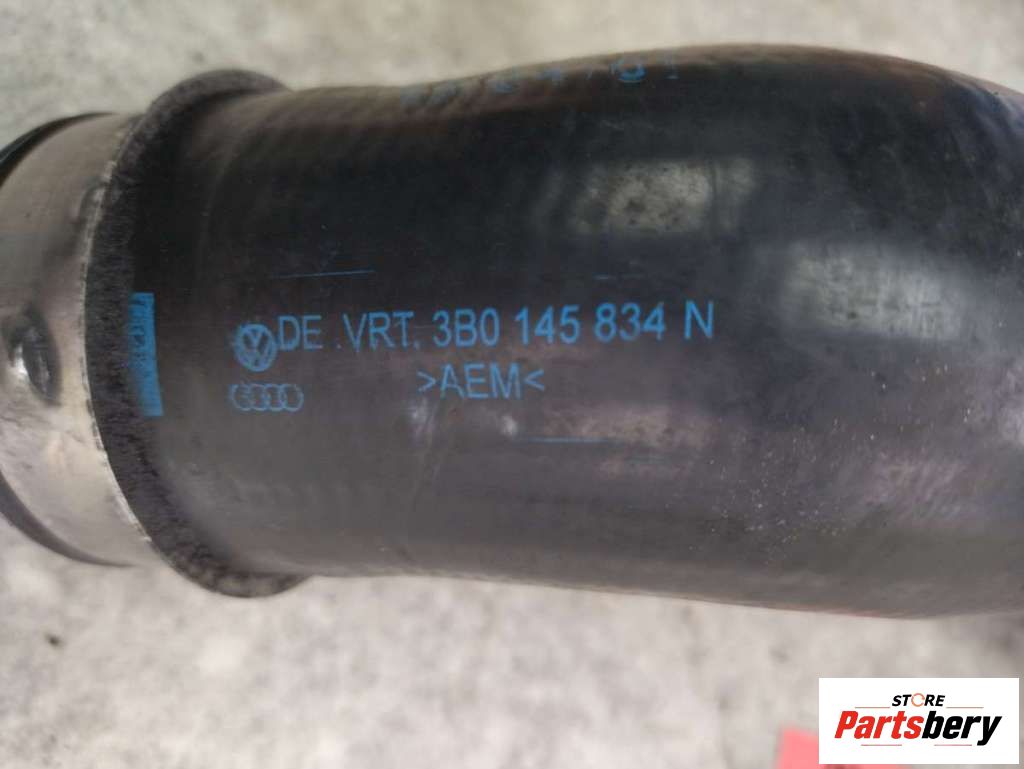 DE .VRT. 3B0 145 834 N
>AEM<
STORE
Partsbery